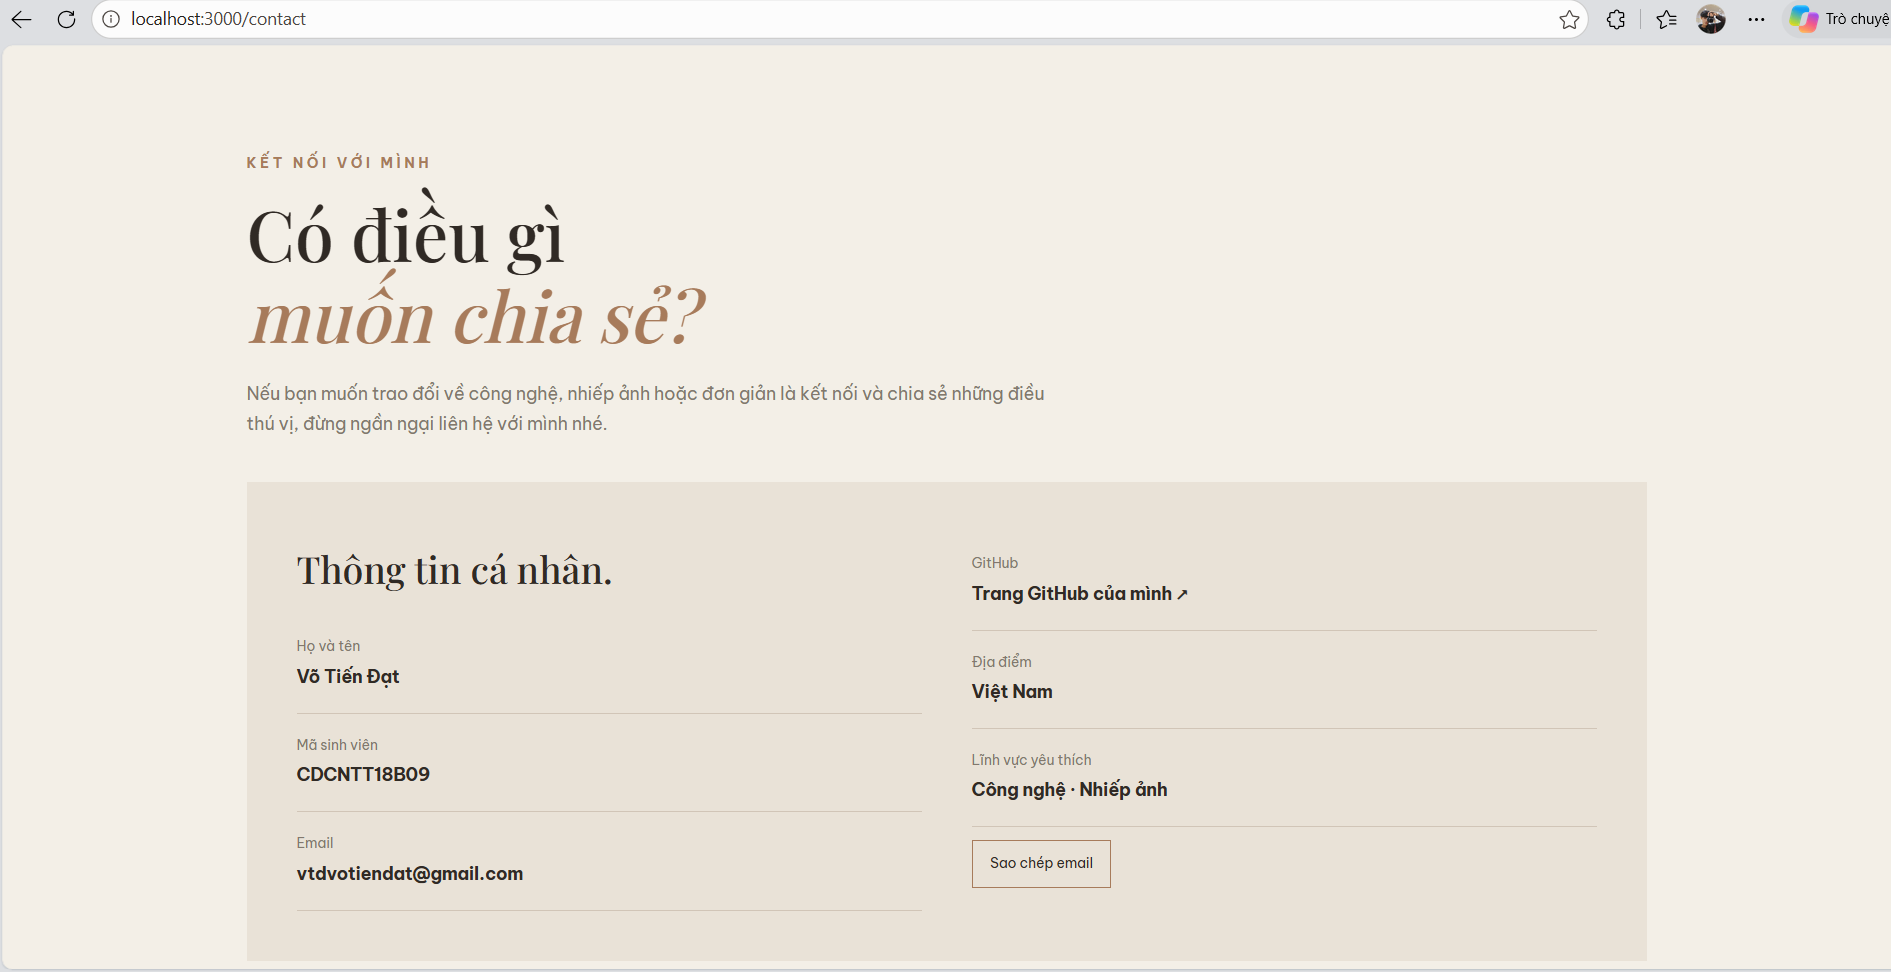 localhost:3000/contact
Trò chuyệ
KẾT NỐI VỚI MÌNH
Có điều gì
muốn chia sẻ?
Nếu bạn muốn trao đổi về công nghệ, nhiếp ảnh hoặc đơn giản là kết nối và chia sẻ những điều
thú vị, đừng ngần ngại liên hệ với mình nhé.
Thông tin cá nhân.
Họ và tên
Võ Tiến Đạt
Mã sinh viên
CDCNTT18B09
Email
vtdvotiendat@gmail.com
GitHub
Trang GitHub của mình ↗
Địa điểm
Việt Nam
Lĩnh vực yêu thích
Công nghệ · Nhiếp ảnh
Sao chép email